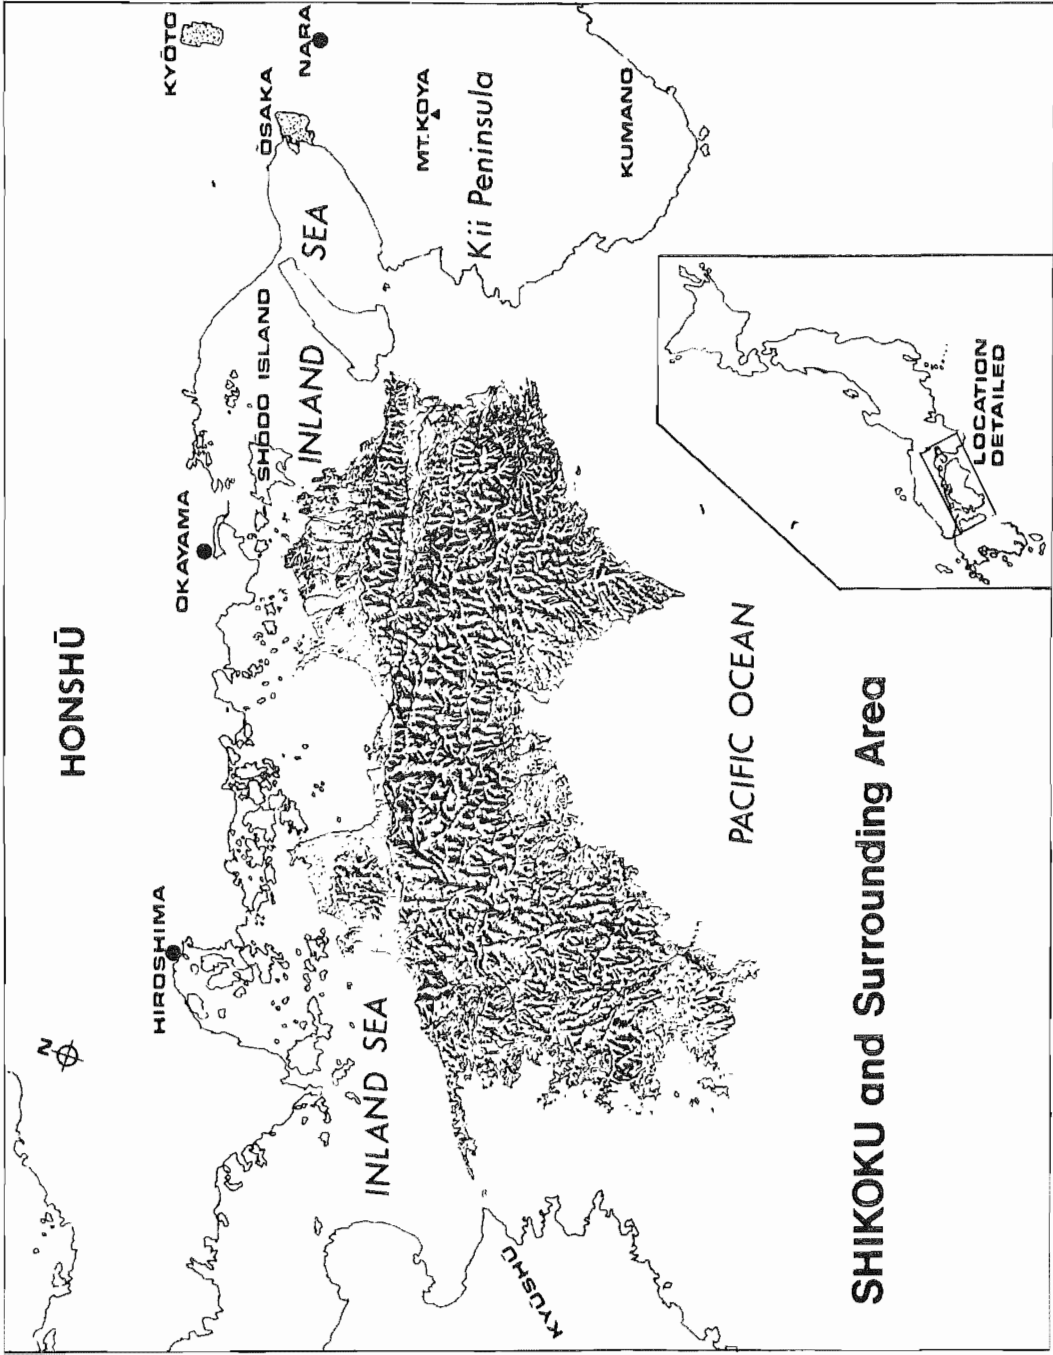 HONSHŪ
N
HIROSHIMA
OKAYAMA
KYŌTO
ŌSAKA
NARA
SHŌDO ISLAND
INLAND SEA
MT.KOYA
Kii Peninsula
KUMANO
INLAND SEA
KYŪSHŪ
PACIFIC OCEAN
LOCATION
DETAILED
SHIKOKU and Surrounding Area